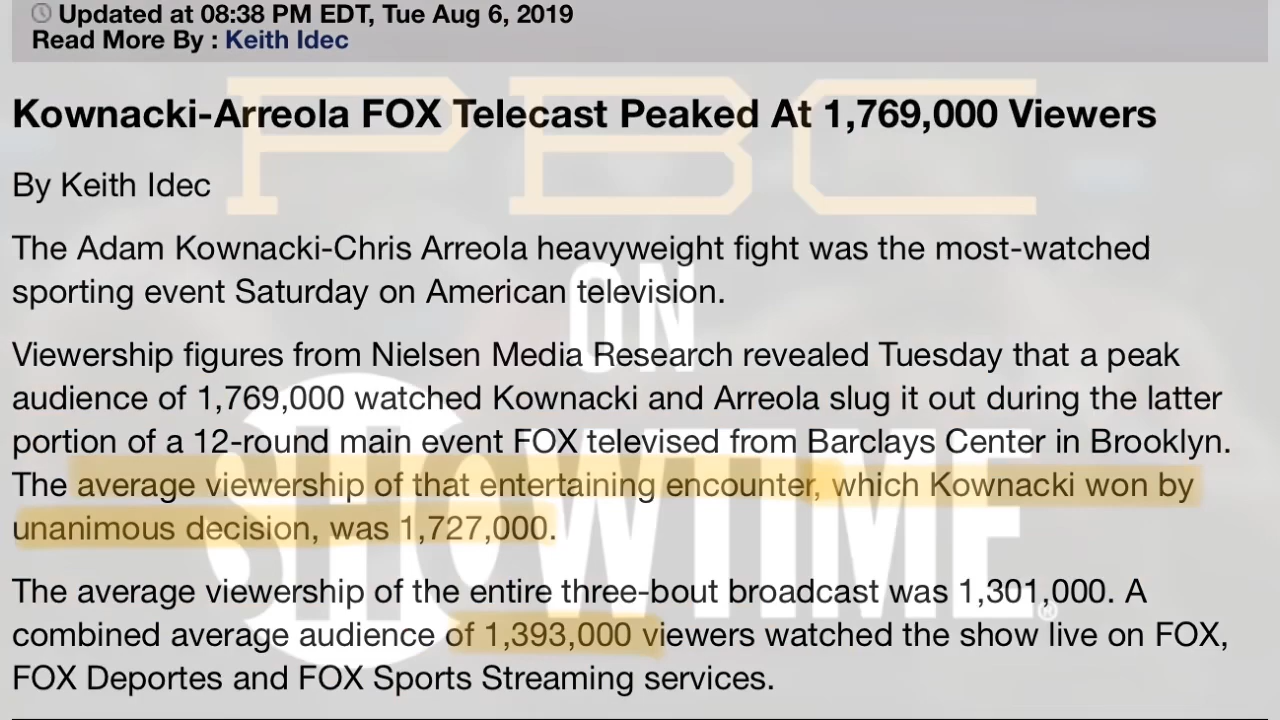 Updated at 08:38 PM EDT, Tue Aug 6, 2019
Read More By : Keith Idec
Kownacki-Arreola FOX Telecast Peaked At 1,769,000 Viewers
By Keith Idec
The Adam Kownacki-Chris Arreola heavyweight fight was the most-watched
sporting event Saturday on American television.
Viewership figures from Nielsen Media Research revealed Tuesday that a peak
audience of 1,769,000 watched Kownacki and Arreola slug it out during the latter
portion of a 12-round main event FOX televised from Barclays Center in Brooklyn.
The average viewership of that entertaining encounter, which Kownacki won by
unanimous decision, was 1,727,000.
The average viewership of the entire three-bout broadcast was 1,301,000. A
combined average audience of 1,393,000 viewers watched the show live on FOX,
FOX Deportes and FOX Sports Streaming services.
PBC
ON
SHOWTIME®